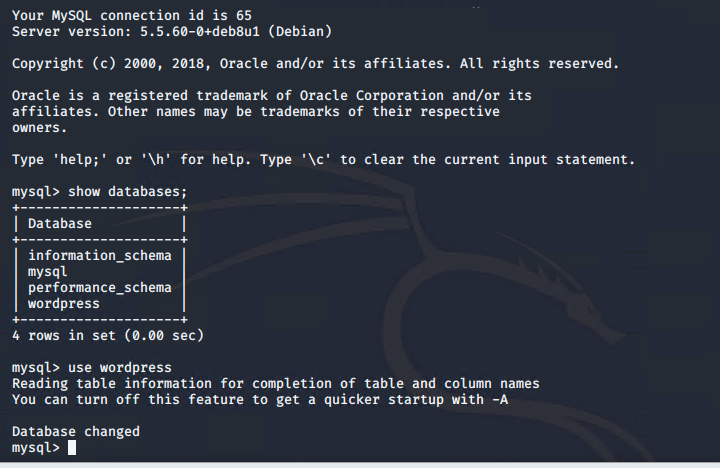 Your MySQL connection id is 65
Server version: 5.5.60-0+deb8u1 (Debian)
Copyright (c) 2000, 2018, Oracle and/or its affiliates. All rights reserved.
Oracle is a registered trademark of Oracle Corporation and/or its
affiliates. Other names may be trademarks of their respective
owners.
Type 'help;' or '\h' for help. Type '\c' to clear the current input statement.
mysql> show databases;
+--------------------+
| Database           |
+--------------------+
| information_schema |
| mysql              |
| performance_schema |
| wordpress          |
+--------------------+
4 rows in set (0.00 sec)
mysql> use wordpress
Reading table information for completion of table and column names
You can turn off this feature to get a quicker startup with -A
Database changed
mysql>